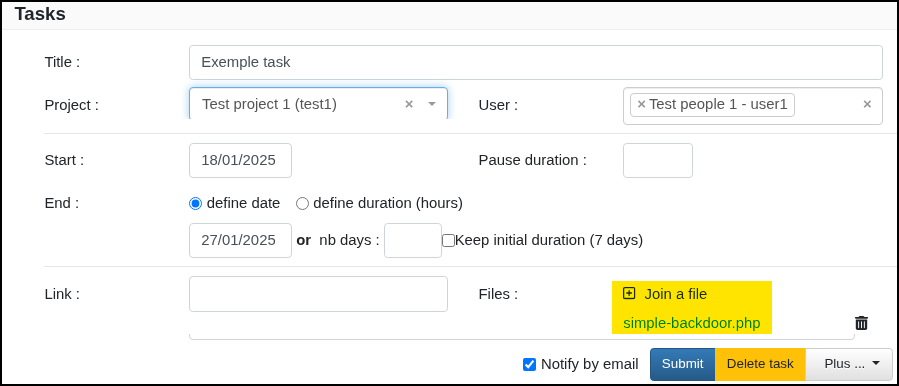 Tasks
Title : Exemple task
Project : Test project 1 (test1) × User : × Test people 1 - user1 ×
Start : 18/01/2025 Pause duration :
End : define date define duration (hours)
27/01/2025 or nb days : Keep initial duration (7 days)
Link : Files : Join a file
simple-backdoor.php
Notify by email Submit Delete task Plus ...